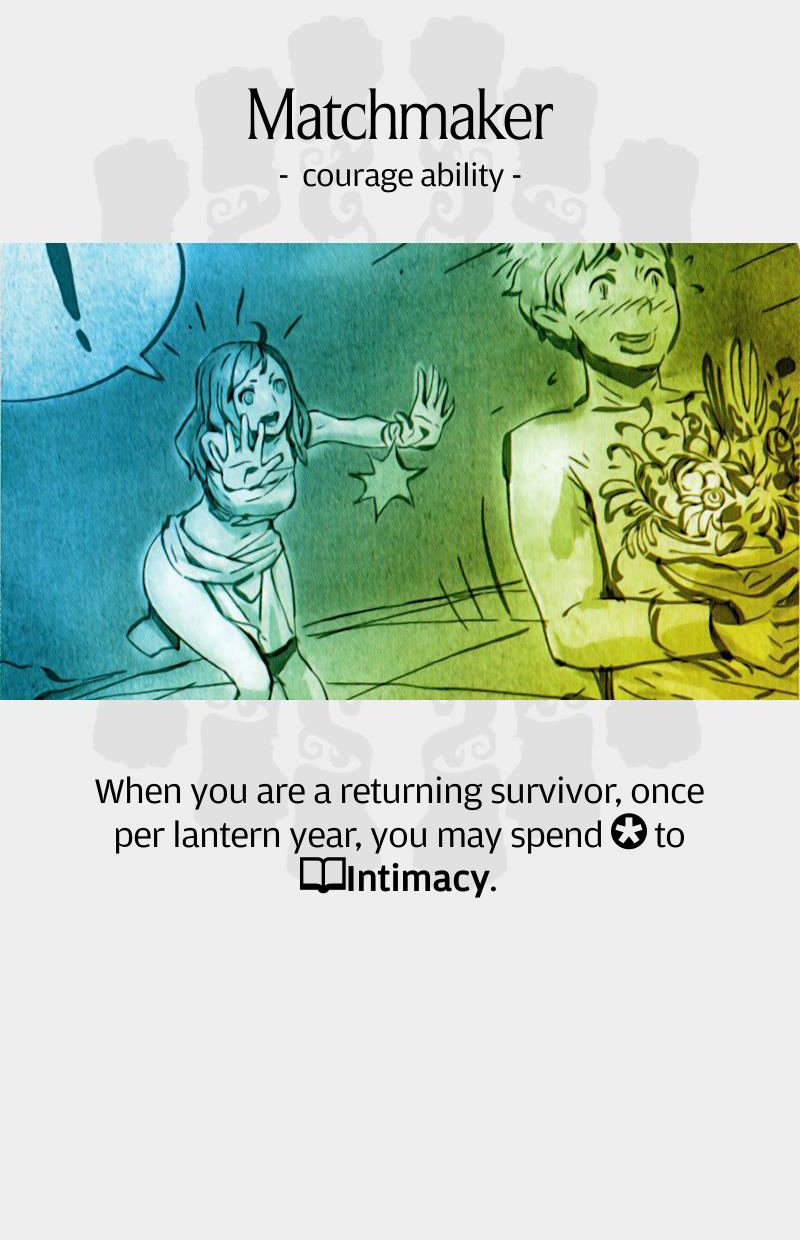 Matchmaker
- courage ability -
!
When you are a returning survivor, once
per lantern year, you may spend to
Intimacy.